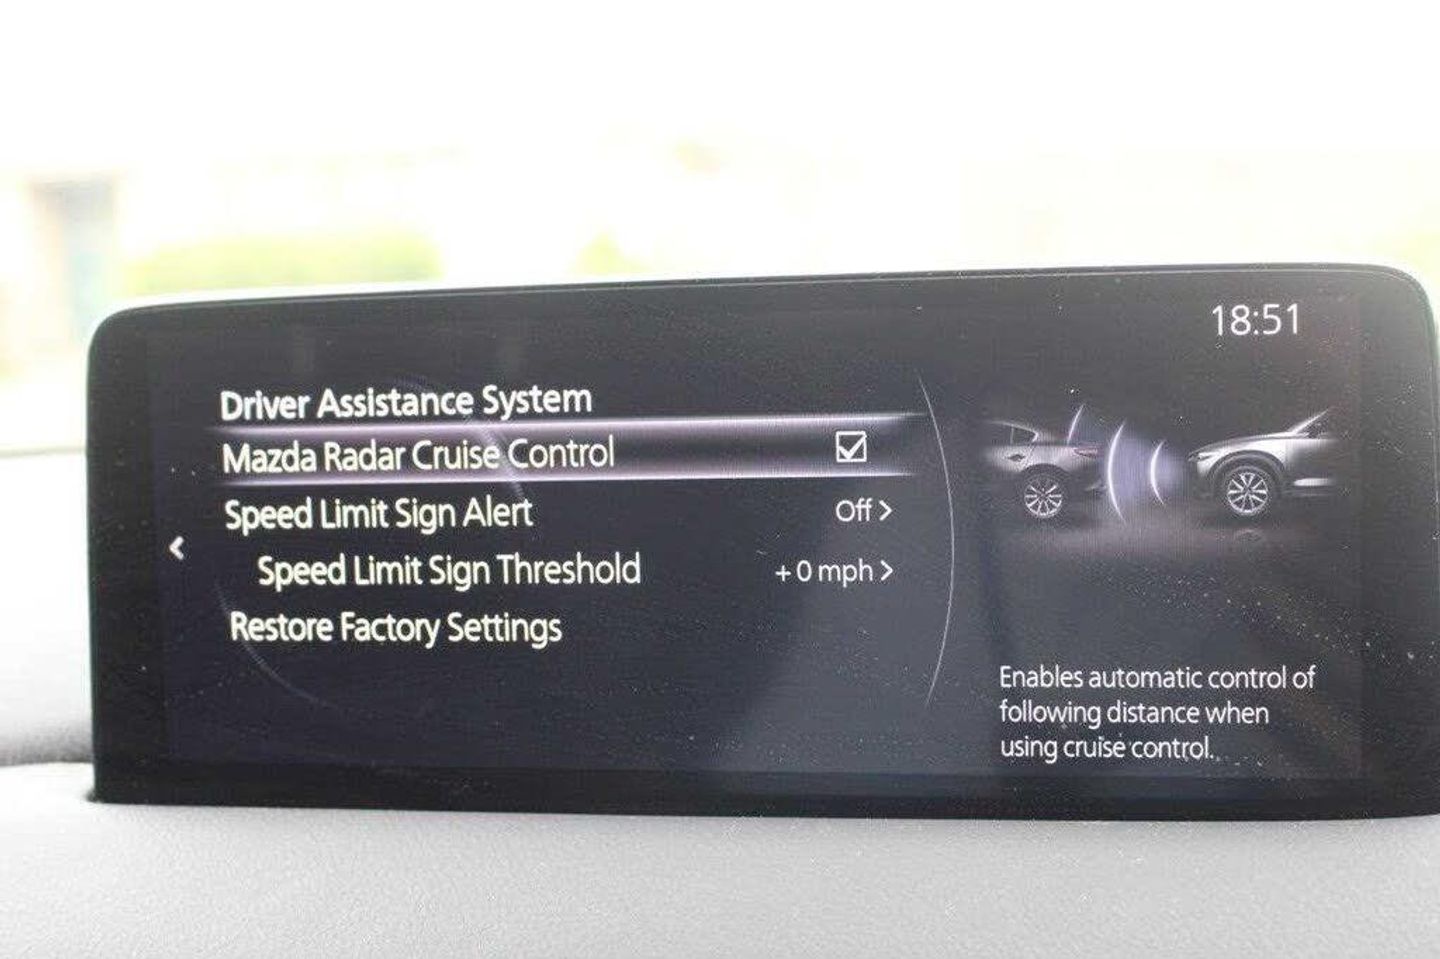 18:51
Driver Assistance System
Mazda Radar Cruise Control
Speed Limit Sign Alert Off >
Speed Limit Sign Threshold +0 mph >
Restore Factory Settings
Enables automatic control of
following distance when
using cruise control.